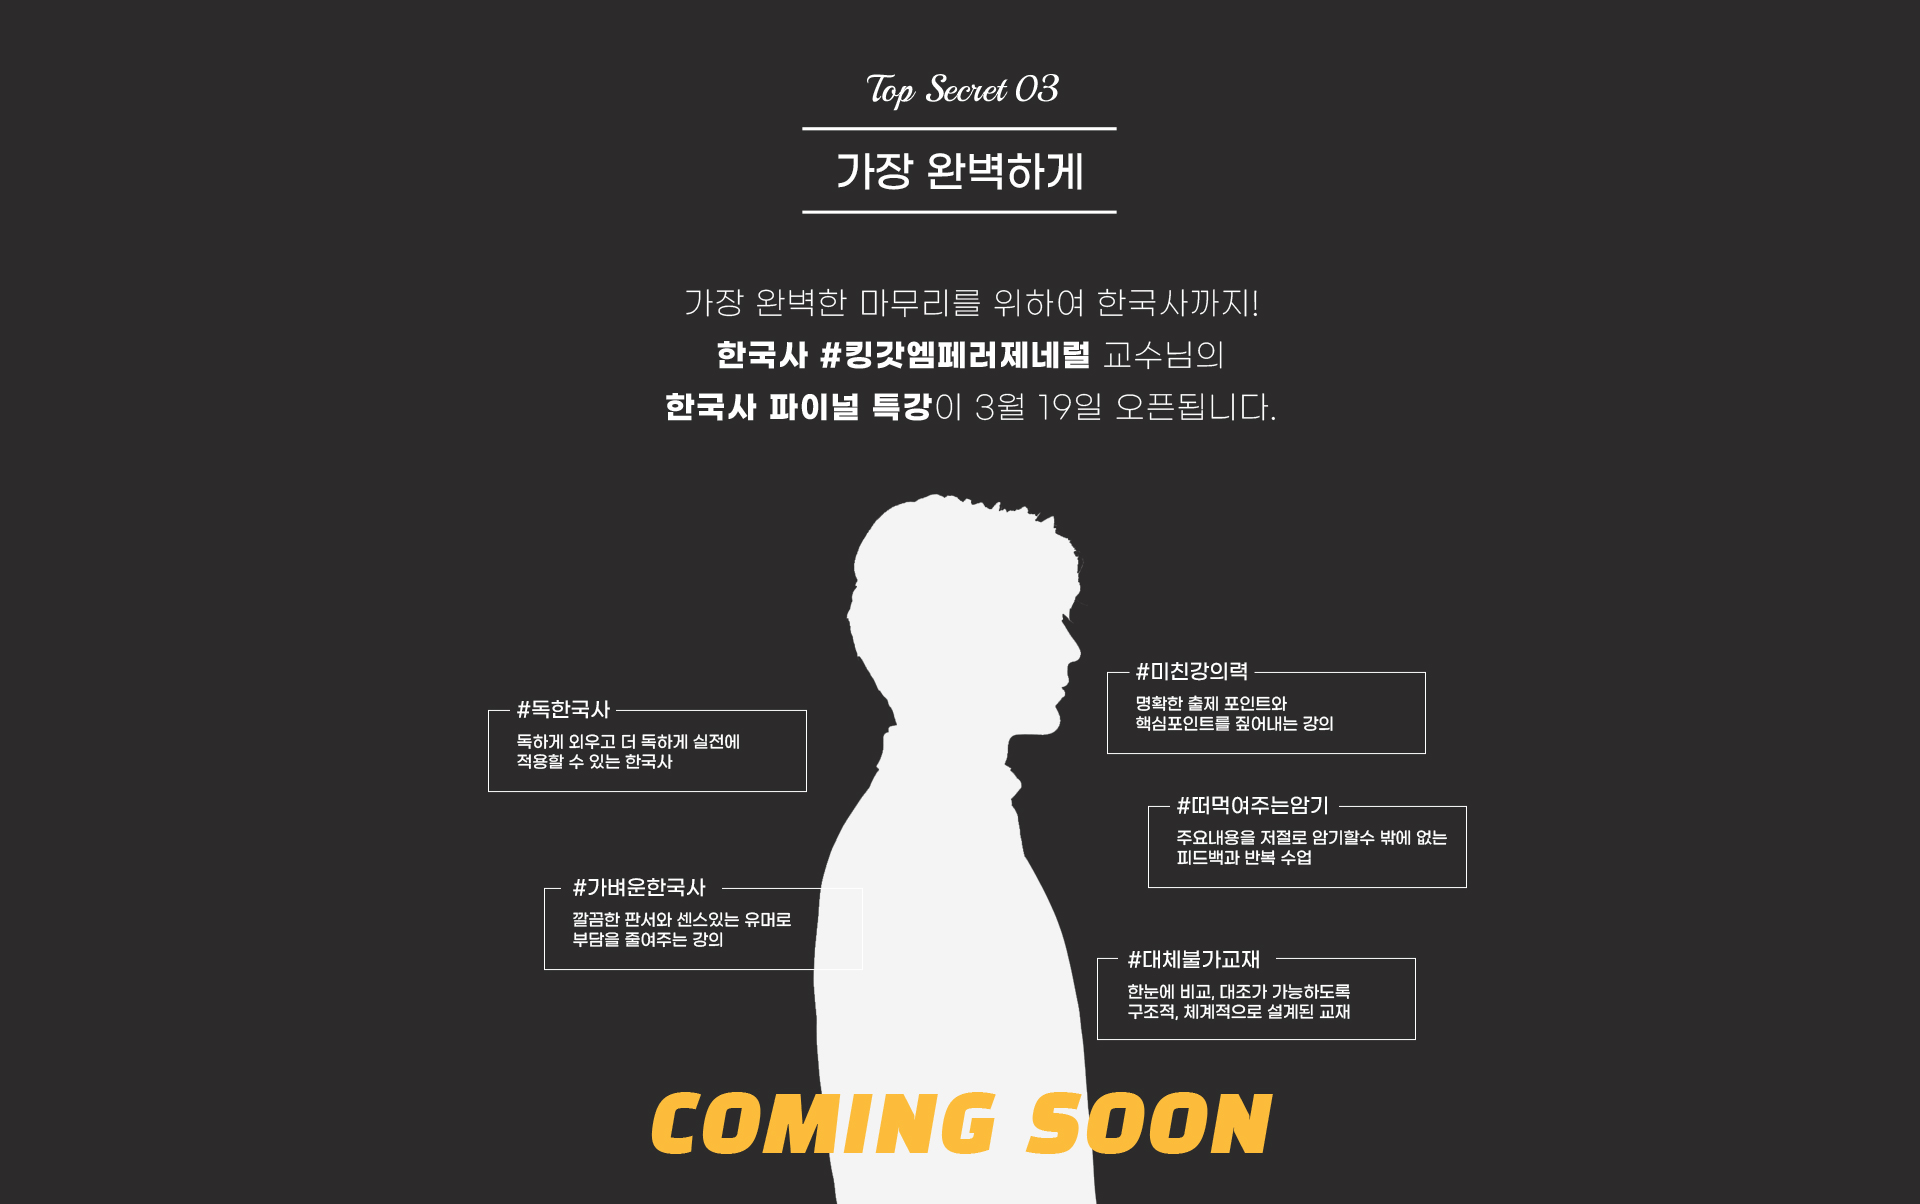 Top Secret 03
가장 완벽하게
가장 완벽한 마무리를 위하여 한국사까지!
한국사 #킹갓엠페러제네럴 교수님의
한국사 파이널 특강이 3월 19일 오픈됩니다.
#독한국사
독하게 외우고 더 독하게 실전에
적용할 수 있는 한국사
#가벼운한국사
깔끔한 판서와 센스있는 유머로
부담을 줄여주는 강의
#미친강의력
명확한 출제 포인트와
핵심포인트를 짚어내는 강의
#떠먹여주는암기
주요내용을 저절로 암기할수 밖에 없는
피드백과 반복 수업
#대체불가교재
한눈에 비교, 대조가 가능하도록
구조적, 체계적으로 설계된 교재
COMING SOON